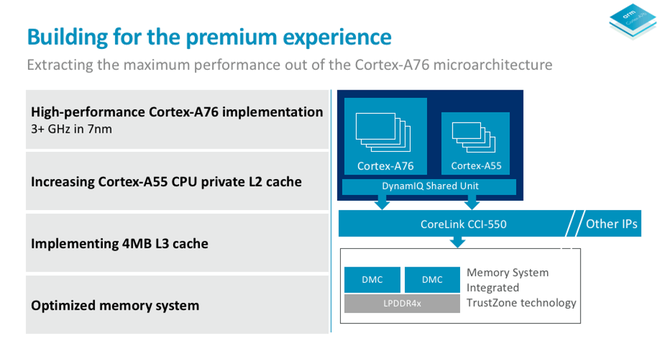 arm
Building for the premium experience
Extracting the maximum performance out of the Cortex-A76 microarchitecture
High-performance Cortex-A76 implementation
3+ GHz in 7nm
Increasing Cortex-A55 CPU private L2 cache
Implementing 4MB L3 cache
Optimized memory system
Cortex-A76
Cortex-A55
DynamIQ Shared Unit
CoreLink CCI-550
Other IPs
DMC
DMC
LPDDR4x
Memory System
Integrated
TrustZone technology